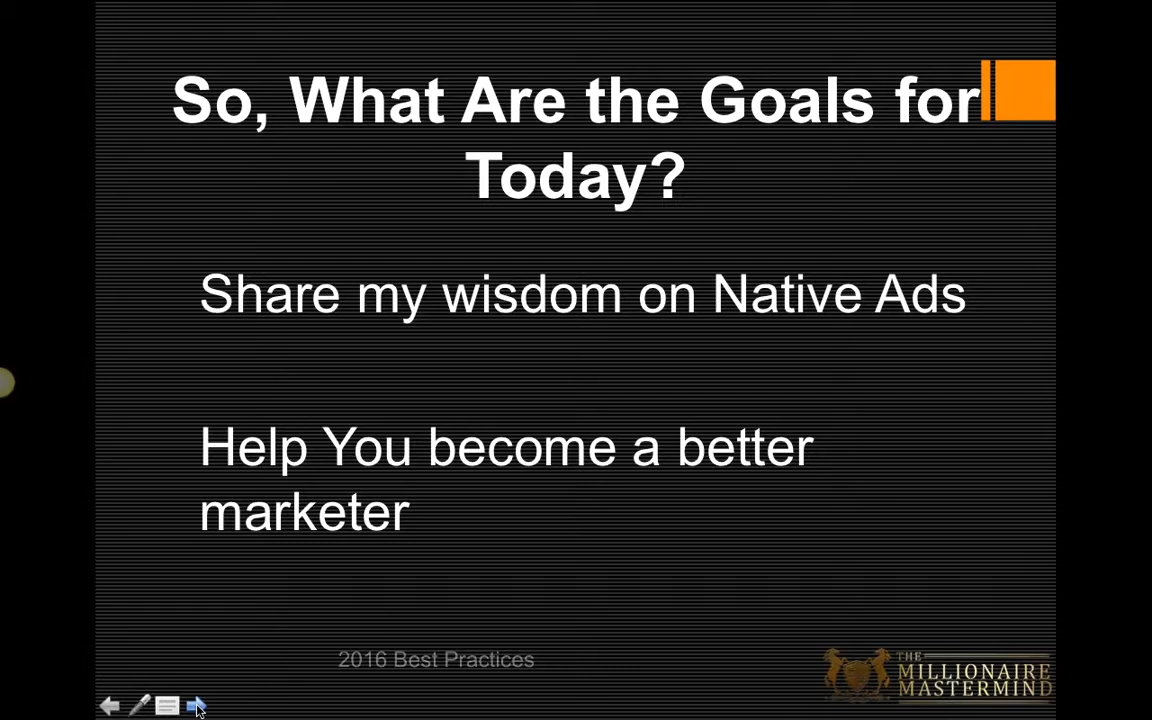 So, What Are the Goals for
Today?
Share my wisdom on Native Ads
Help You become a better
marketer
2016 Best Practices
THE
MILLIONAIRE
MASTERMIND